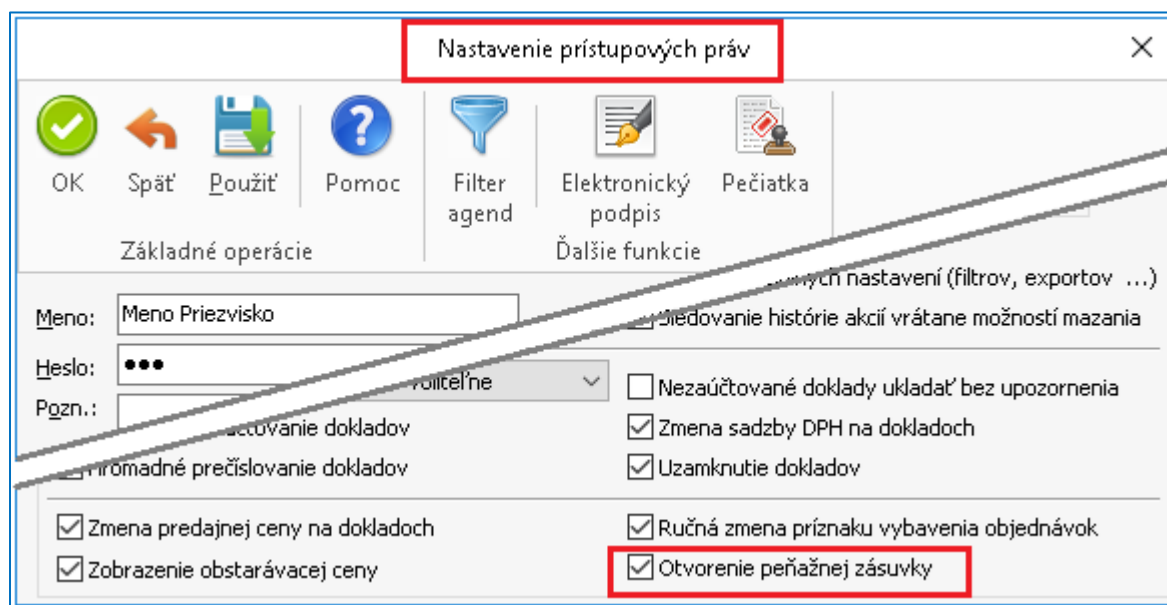 Nastavenie prístupových práv
OK
Späť
Použiť
Pomoc
Filter
agend
Elektronický
podpis
Pečiatka
Základné operácie
Ďalšie funkcie
nastavení (filtrov, exportov ...)
Meno:
Meno Priezvisko
Sledovanie histórie akcií vrátane možností mazania
Heslo:
•••
Voliteľne
Nezaúčtované doklady ukladať bez upozornenia
Pozn.:
dokladov
Zmena sadzby DPH na dokladoch
Hromadné prečíslovanie dokladov
Uzamknutie dokladov
Zmena predajnej ceny na dokladoch
Ručná zmena príznaku vybavenia objednávok
Zobrazenie obstarávacej ceny
Otvorenie peňažnej zásuvky